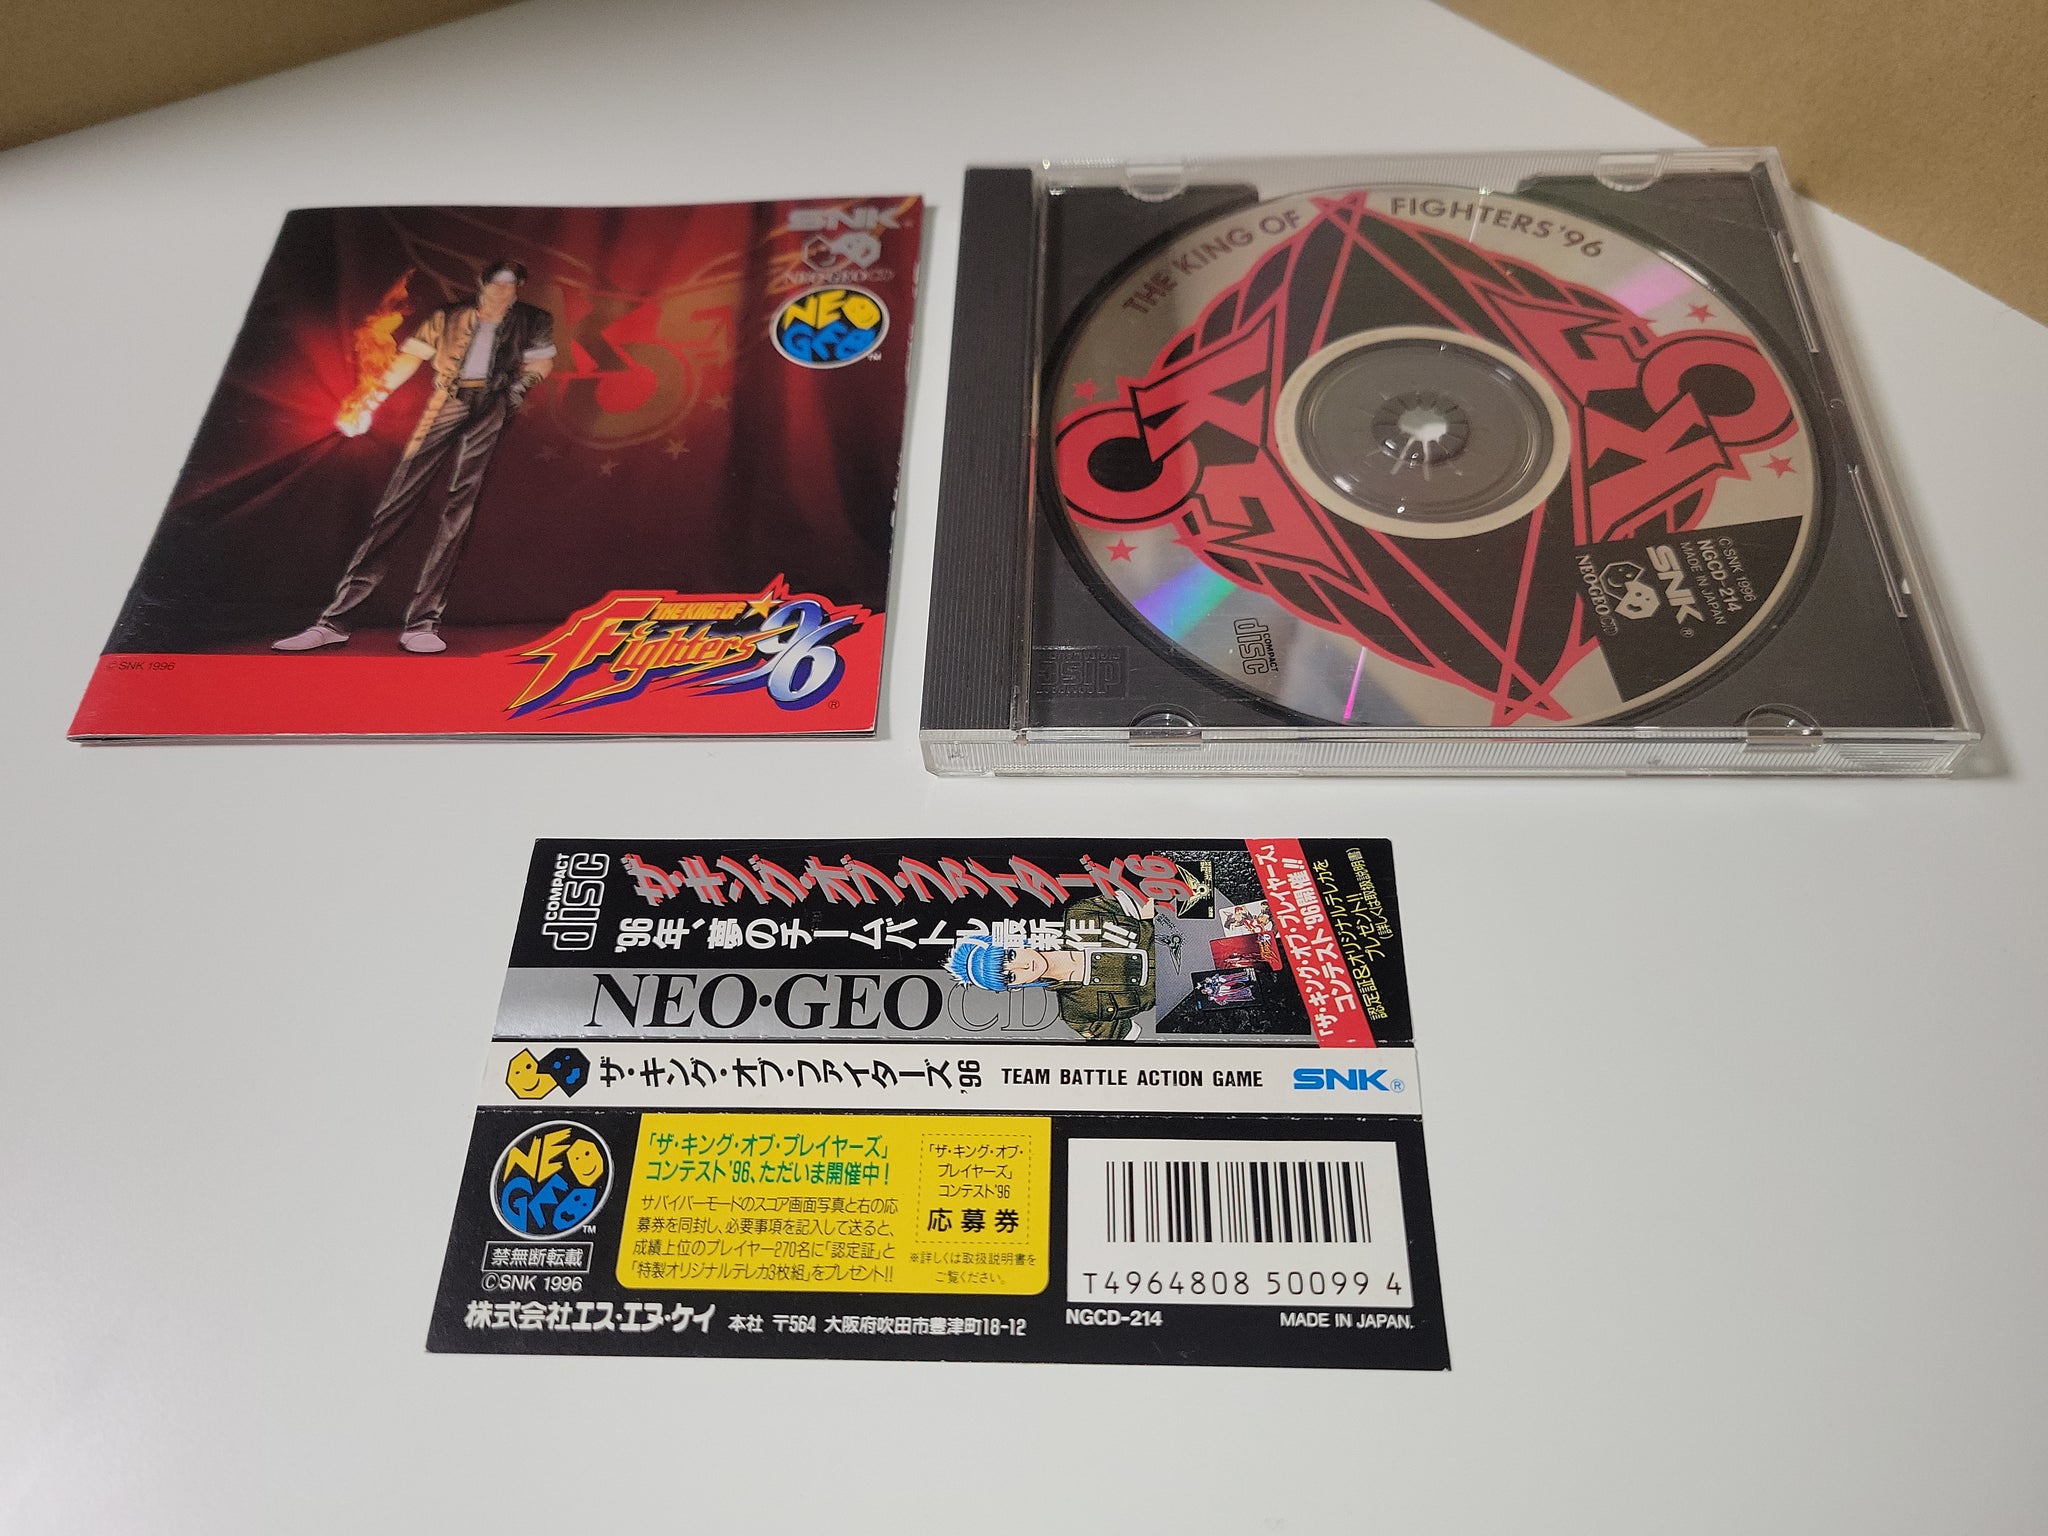 SNK
NEO·GEO CD
NEO
GEO
TM
©SNK 1996
THE KING OF
Fighters '96
®
THE KING OF FIGHTERS '96
KOF
KOF
©SNK 1996
NGCD-214
MADE IN JAPAN
SNK®
NEO·GEO CD
COMPACT
disc
COMPACT
disc
COMPACT
disc
ザ・キング・オブ・ファイターズ'96
'96年、夢のチームバトル最新作!!
NEO·GEO CD
「ザ・キング・オブ・プレイヤーズ」
コンテスト'96開催!!
認定証&オリジナルテレカを
プレゼント!!
(詳しくは取扱説明書)
ザ・キング・オブ・ファイターズ'96 TEAM BATTLE ACTION GAME SNK®
NEO
GEO
TM
禁無断転載
©SNK 1996
「ザ・キング・オブ・プレイヤーズ」
コンテスト'96、ただいま開催中!
サバイバーモードのスコア画面写真と右の応
募券を同封し、必要事項を記入して送ると、
成績上位のプレイヤー270名に「認定証」と
「特製オリジナルテレカ3枚組」をプレゼント!!
「ザ・キング・オブ・
プレイヤーズ」
コンテスト'96
応募券
※詳しくは取扱説明書を
ご覧ください。
T4964808 50099 4
NGCD-214 MADE IN JAPAN.
株式会社エス・エヌ・ケイ 本社 〒564 大阪府吹田市豊津町18-12